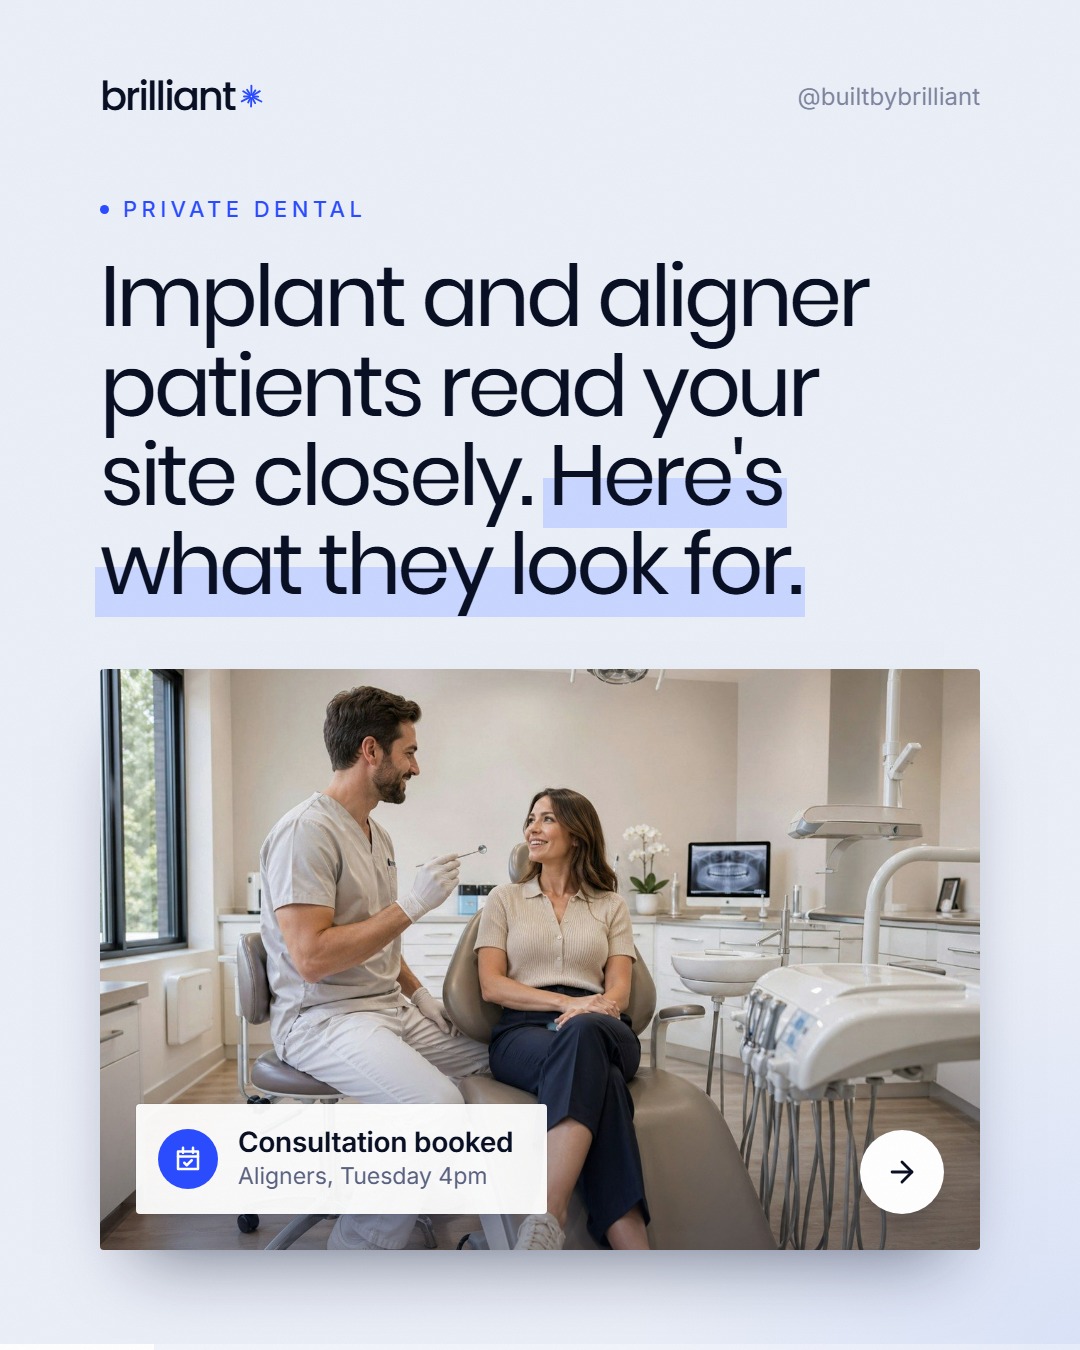 brilliant
@builtbybrilliant
PRIVATE DENTAL
Implant and aligner
patients read your
site closely. Here's
what they look for.
Consultation booked
Aligners, Tuesday 4pm